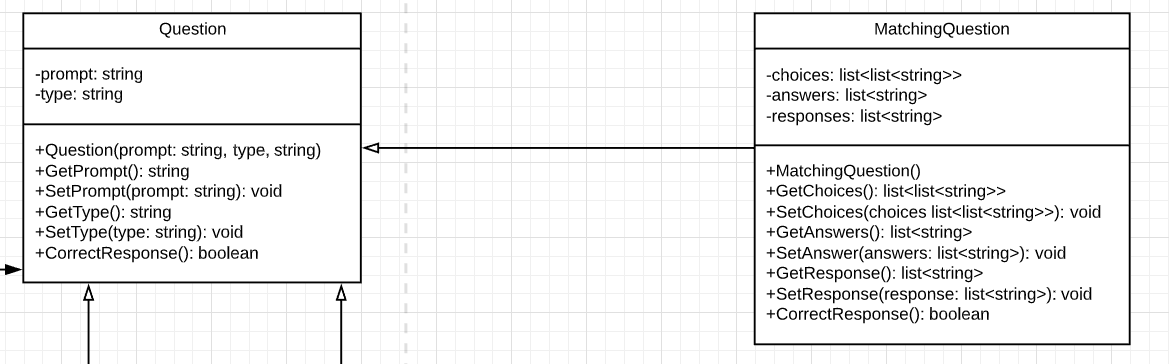 Question
-prompt: string
-type: string
+Question(prompt: string, type, string)
+GetPrompt(): string
+SetPrompt(prompt: string): void
+GetType(): string
+SetType(type: string): void
+CorrectResponse(): boolean
MatchingQuestion
-choices: list<list<string>>
-answers: list<string>
-responses: list<string>
+MatchingQuestion()
+GetChoices(): list<list<string>>
+SetChoices(choices list<list<string>>): void
+GetAnswers(): list<string>
+SetAnswer(answers: list<string>): void
+GetResponse(): list<string>
+SetResponse(response: list<string>): void
+CorrectResponse(): boolean